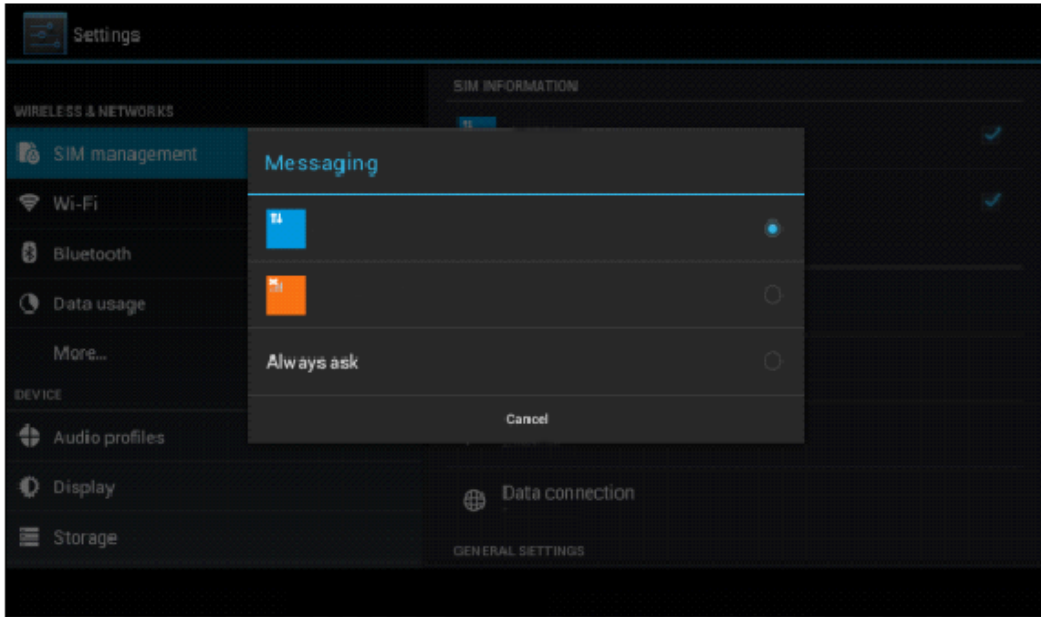 Settings
WIRELESS & NETWORKS
SIM management
Wi-Fi
Bluetooth
Data usage
More...
DEVICE
Audio profiles
Display
Storage
SIM INFORMATION
Messaging
Always ask
Cancel
Data connection
GENERAL SETTINGS